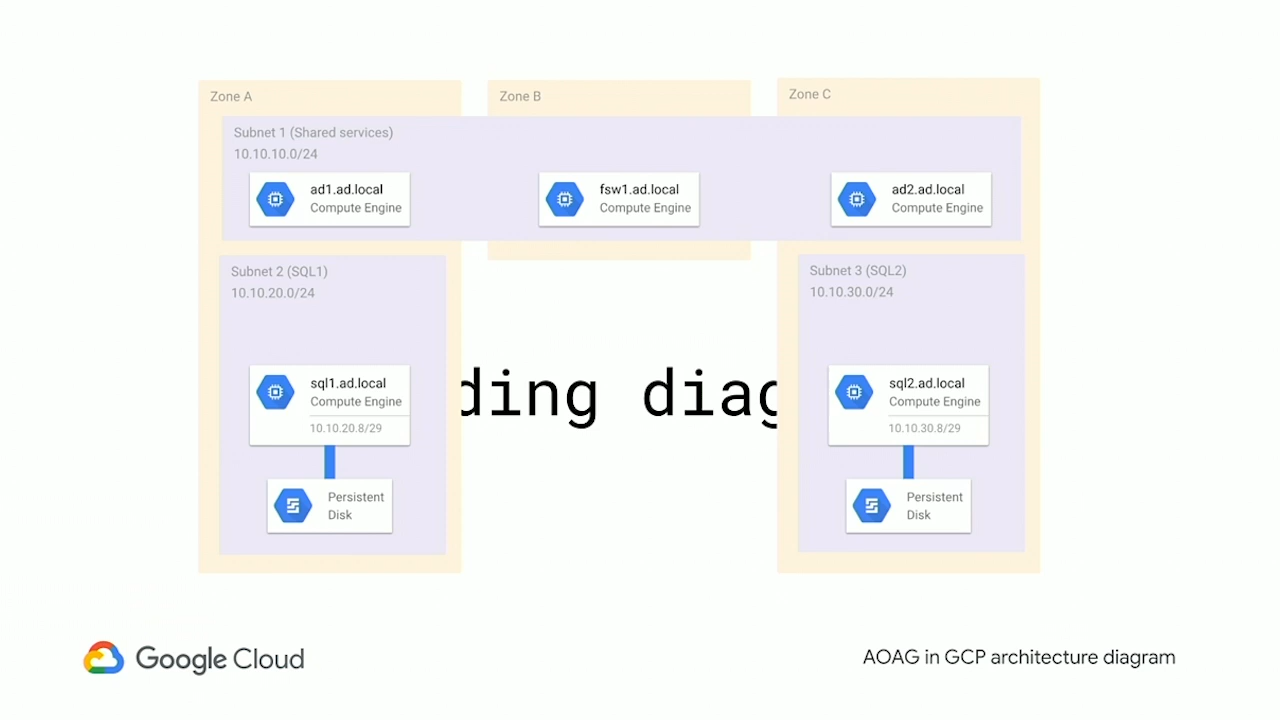 Zone A
Zone B
Zone C
Subnet 1 (Shared services)
10.10.10.0/24
ad1.ad.local
Compute Engine
fsw1.ad.local
Compute Engine
ad2.ad.local
Compute Engine
Subnet 2 (SQL1)
10.10.20.0/24
sql1.ad.local
Compute Engine
10.10.20.8/29
Persistent
Disk
ding diag
Subnet 3 (SQL2)
10.10.30.0/24
sql2.ad.local
Compute Engine
10.10.30.8/29
Persistent
Disk
Google Cloud
AOAG in GCP architecture diagram